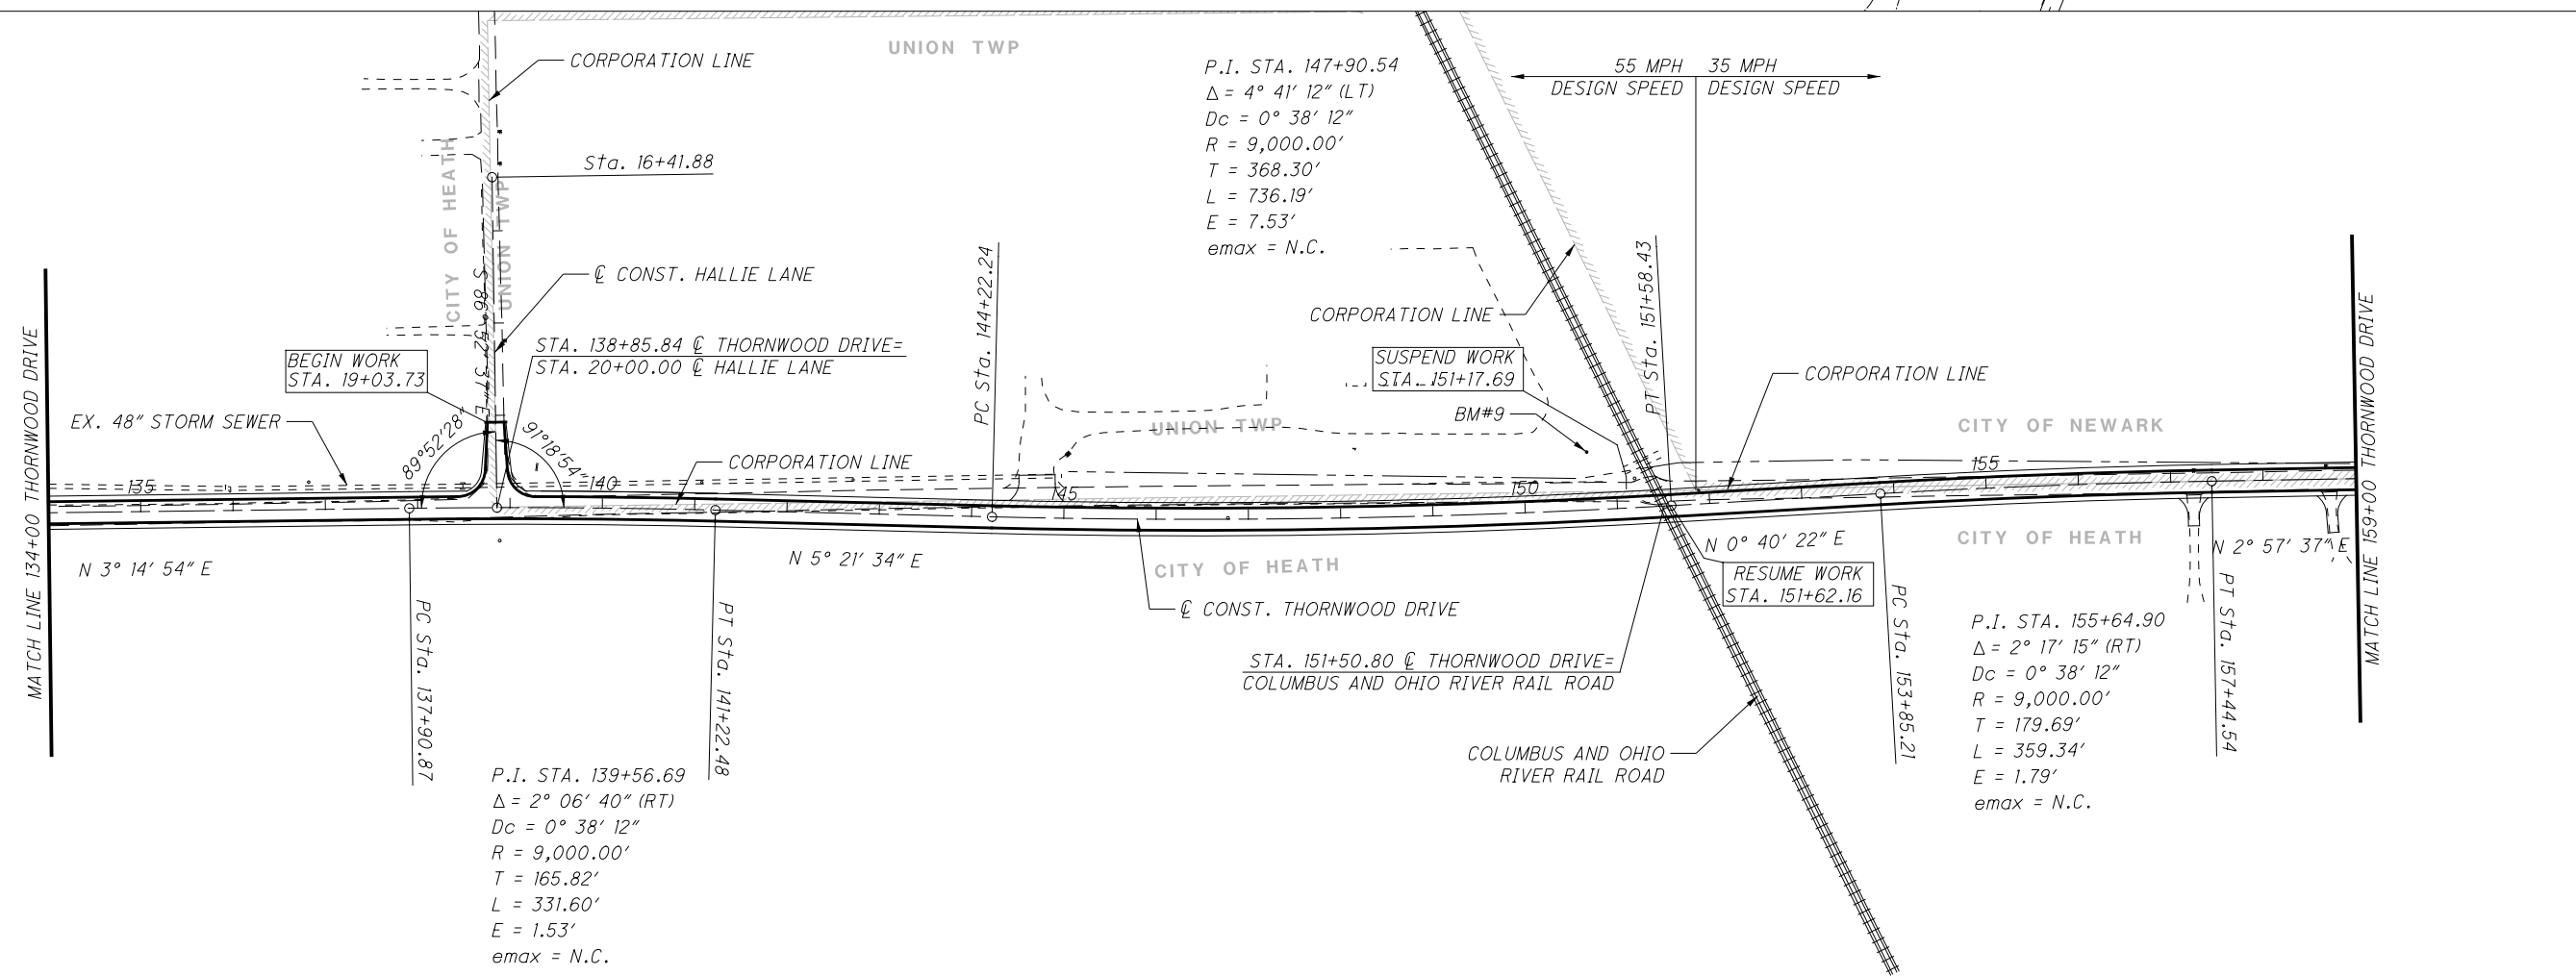 UNION TWP
CORPORATION LINE
P.I. STA. 147+90.54
Δ = 4° 41' 12" (LT)
Dc = 0° 38' 12"
R = 9,000.00'
T = 368.30'
L = 736.19'
E = 7.53'
emax = N.C.
55 MPH
DESIGN SPEED
35 MPH
DESIGN SPEED
Sta. 16+41.88
CITY OF HEATH
UNION TWP
S 86° 52' 37" E
℄ CONST. HALLIE LANE
STA. 138+85.84 ℄ THORNWOOD DRIVE=
STA. 20+00.00 ℄ HALLIE LANE
BEGIN WORK
STA. 19+03.73
EX. 48" STORM SEWER
89°52'28"
91°18'54"
MATCH LINE 134+00 THORNWOOD DRIVE
CORPORATION LINE
PC Sta. 144+22.24
CORPORATION LINE
SUSPEND WORK
STA. 151+17.69
BM#9
PT Sta. 151+58.43
CORPORATION LINE
UNION TWP
CITY OF NEWARK
MATCH LINE 159+00 THORNWOOD DRIVE
135
140
145
150
155
N 3° 14' 54" E
N 5° 21' 34" E
CITY OF HEATH
N 0° 40' 22" E
CITY OF HEATH
N 2° 57' 37" E
RESUME WORK
STA. 151+62.16
℄ CONST. THORNWOOD DRIVE
PC Sta. 137+90.87
PT Sta. 141+22.48
STA. 151+50.80 ℄ THORNWOOD DRIVE=
COLUMBUS AND OHIO RIVER RAIL ROAD
PC Sta. 153+85.21
PT Sta. 157+44.54
P.I. STA. 155+64.90
Δ = 2° 17' 15" (RT)
Dc = 0° 38' 12"
R = 9,000.00'
T = 179.69'
L = 359.34'
E = 1.79'
emax = N.C.
COLUMBUS AND OHIO
RIVER RAIL ROAD
P.I. STA. 139+56.69
Δ = 2° 06' 40" (RT)
Dc = 0° 38' 12"
R = 9,000.00'
T = 165.82'
L = 331.60'
E = 1.53'
emax = N.C.